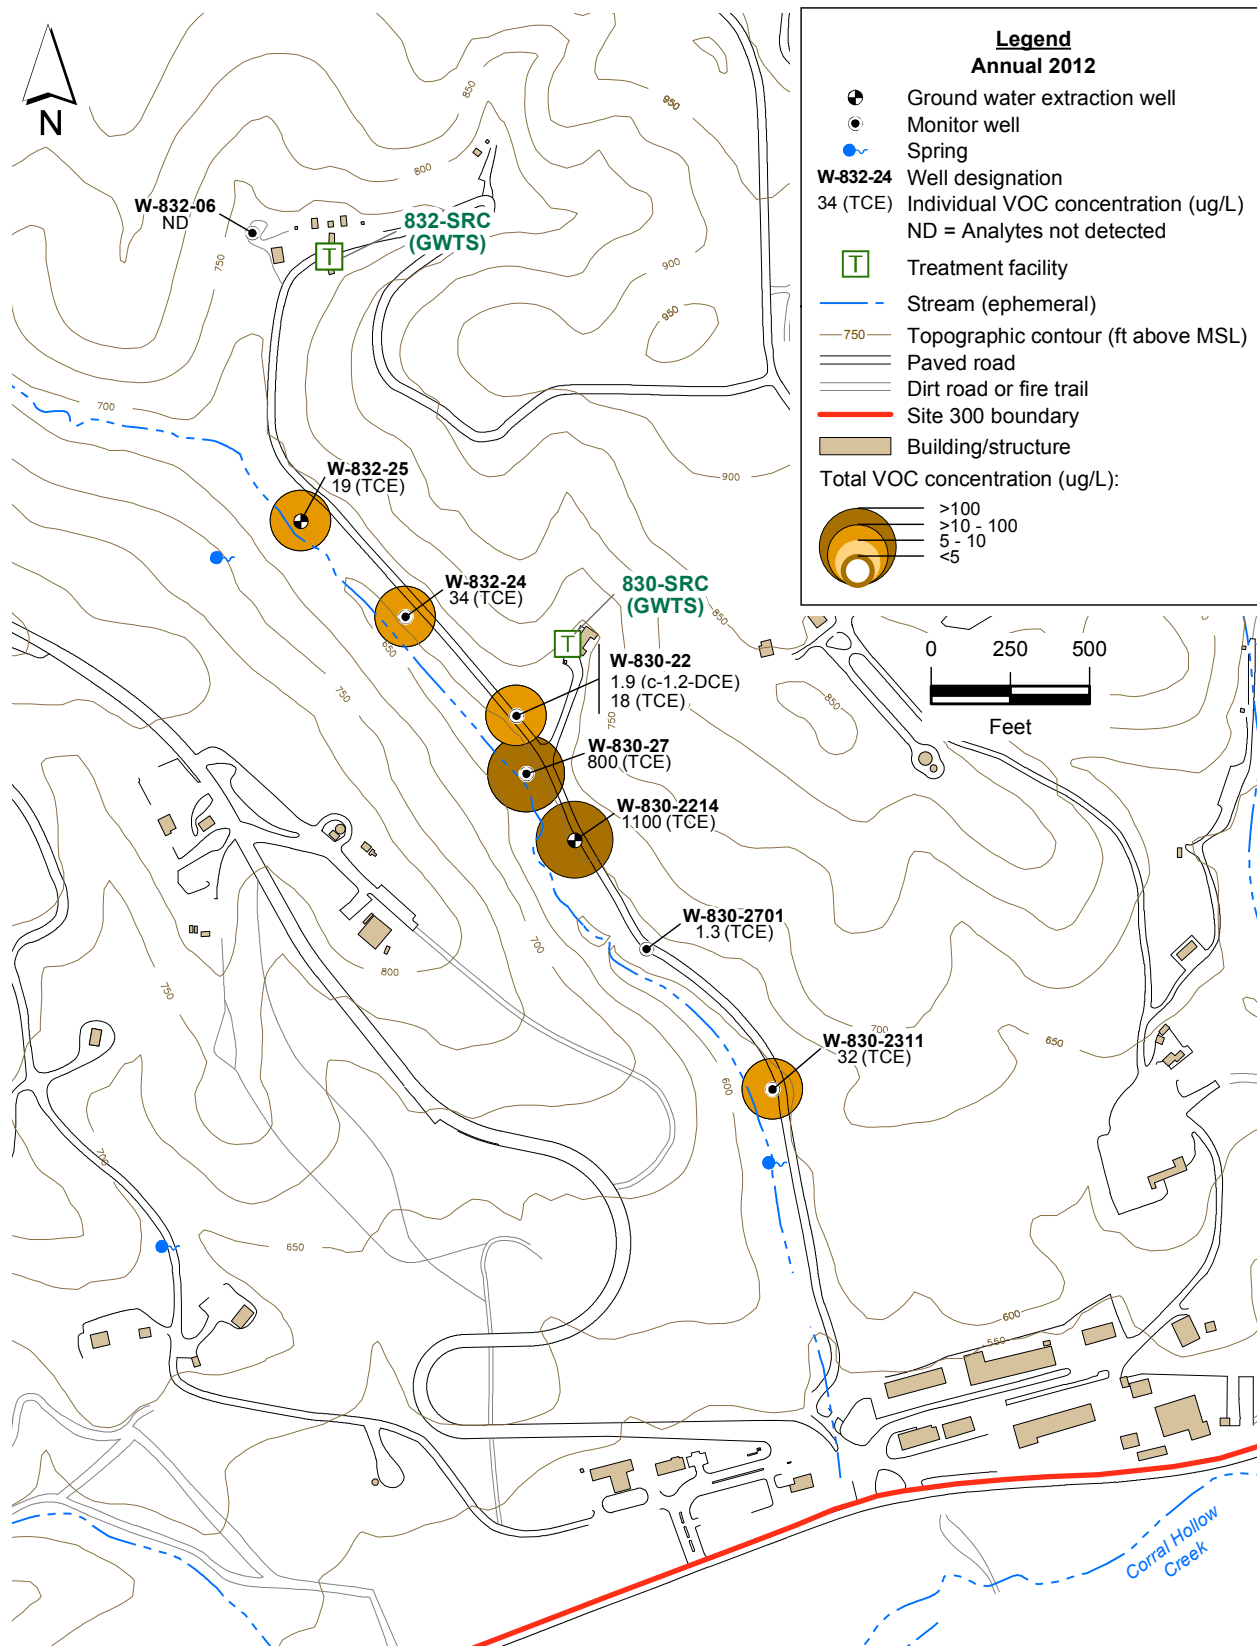 N
Legend
Annual 2012
Ground water extraction well
Monitor well
Spring
W-832-24 Well designation
34 (TCE) Individual VOC concentration (ug/L)
ND = Analytes not detected
T Treatment facility
Stream (ephemeral)
750 Topographic contour (ft above MSL)
Paved road
Dirt road or fire trail
Site 300 boundary
Building/structure
Total VOC concentration (ug/L):
>100
>10 - 100
5 - 10
<5
0 250 500
Feet
850
950
800
W-832-06
ND
832-SRC
(GWTS)
T
750
900
950
700
900
W-832-25
19 (TCE)
W-832-24
34 (TCE)
830-SRC
(GWTS)
850
T
650
W-830-22
1.9 (c-1,2-DCE)
18 (TCE)
750
750
850
W-830-27
800 (TCE)
W-830-2214
1100 (TCE)
W-830-2701
1.3 (TCE)
700
800
750
700
W-830-2311
32 (TCE)
650
600
700
650
600
550
Corral Hollow
Creek